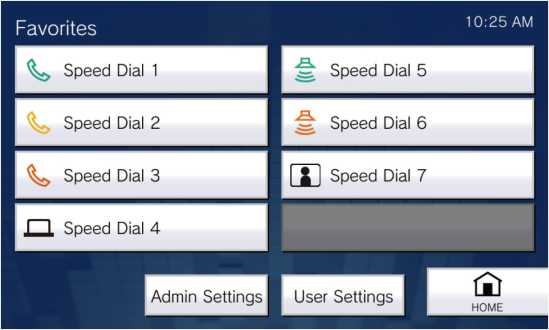 Favorites
10:25 AM
Speed Dial 1
Speed Dial 5
Speed Dial 2
Speed Dial 6
Speed Dial 3
Speed Dial 7
Speed Dial 4
Admin Settings
User Settings
HOME